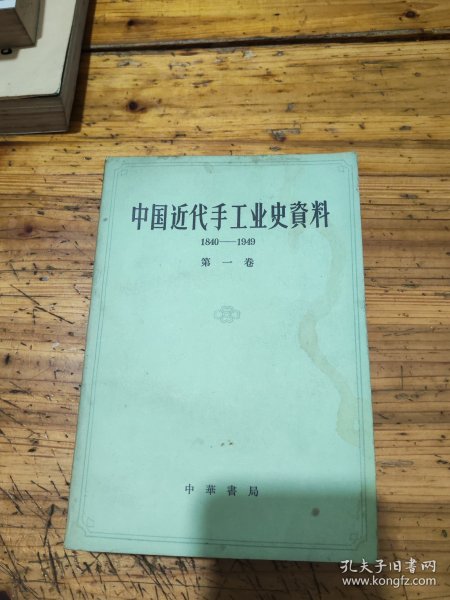 中国近代手工业史資料
1840——1949
第一卷
中華書局
孔夫子旧书网
www.kongfz.com